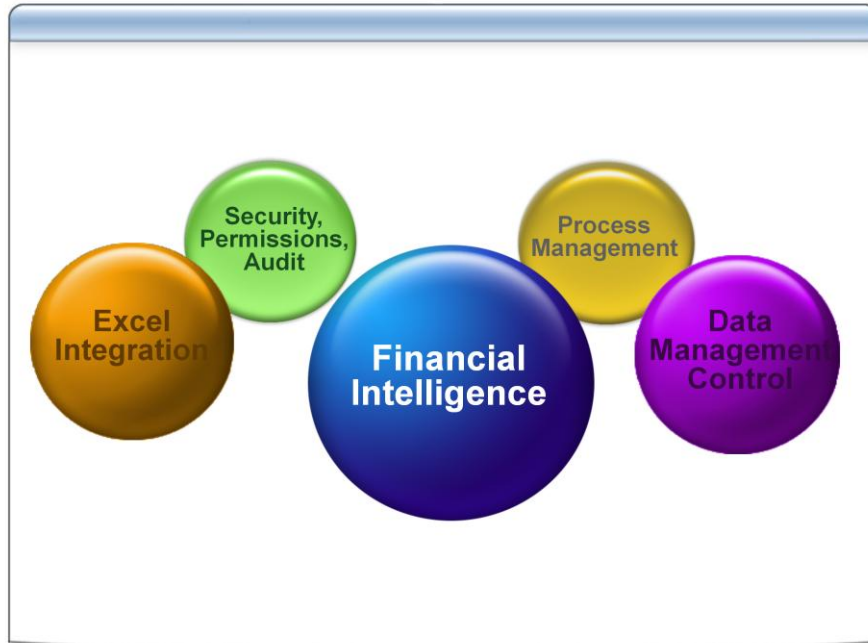 Security,
Permissions,
Audit
Process
Management
Excel
Integration
Financial
Intelligence
Data
Management
Control